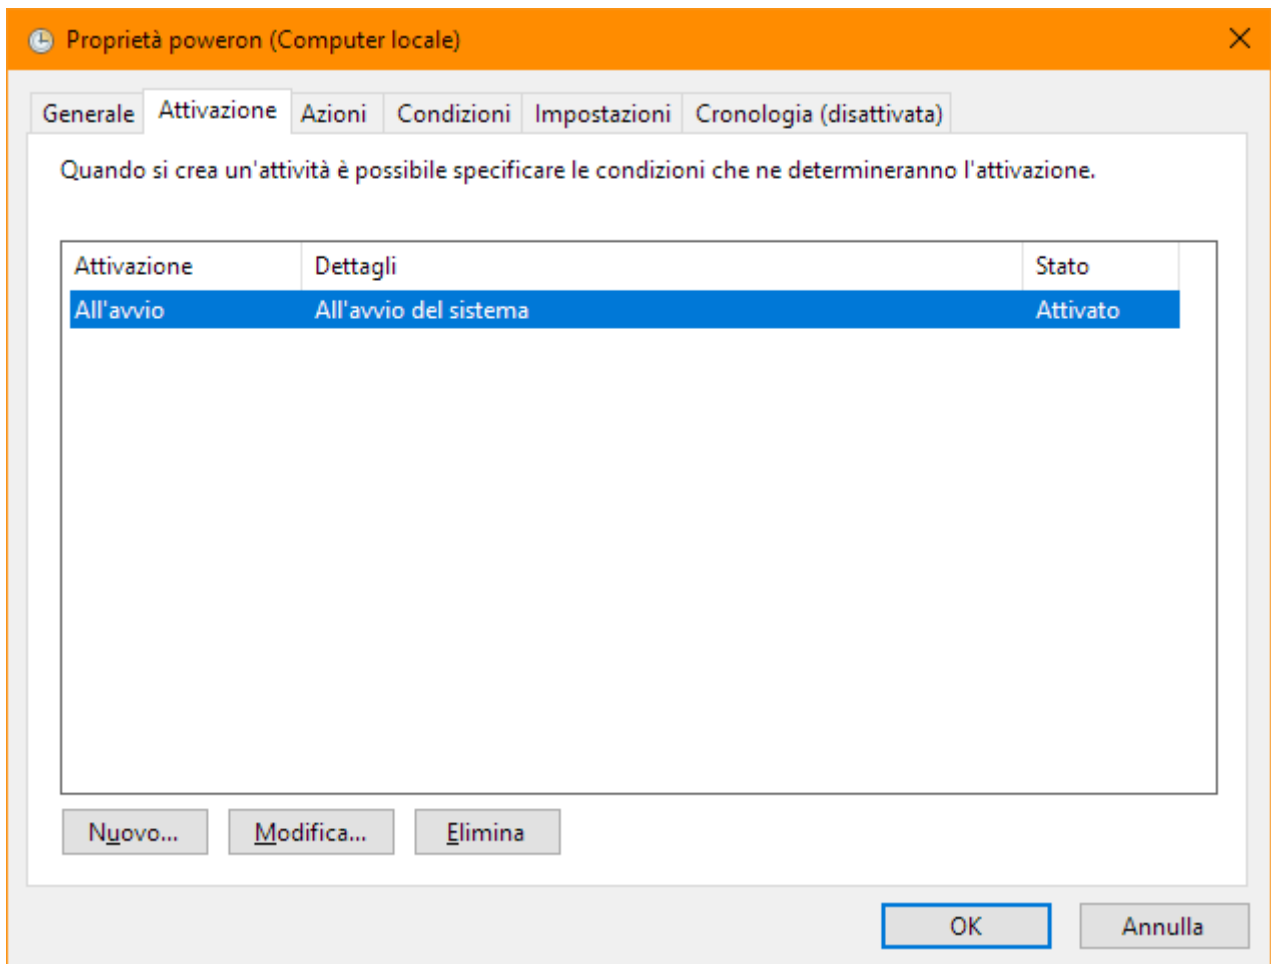 Proprietà poweron (Computer locale)
Generale Attivazione Azioni Condizioni Impostazioni Cronologia (disattivata)
Quando si crea un'attività è possibile specificare le condizioni che ne determineranno l'attivazione.
Attivazione Dettagli Stato
All'avvio All'avvio del sistema Attivato
Nuovo... Modifica... Elimina
OK Annulla